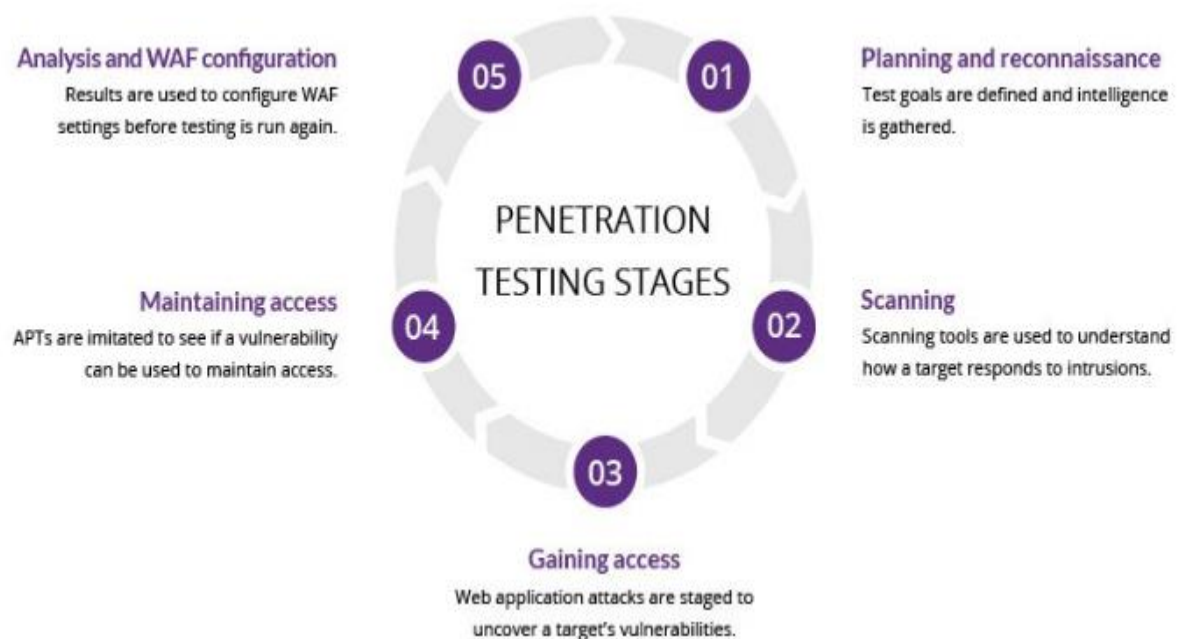 PENETRATION
TESTING STAGES
01
Planning and reconnaissance
Test goals are defined and intelligence
is gathered.
02
Scanning
Scanning tools are used to understand
how a target responds to intrusions.
03
Gaining access
Web application attacks are staged to
uncover a target's vulnerabilities.
04
Maintaining access
APTs are imitated to see if a vulnerability
can be used to maintain access.
05
Analysis and WAF configuration
Results are used to configure WAF
settings before testing is run again.